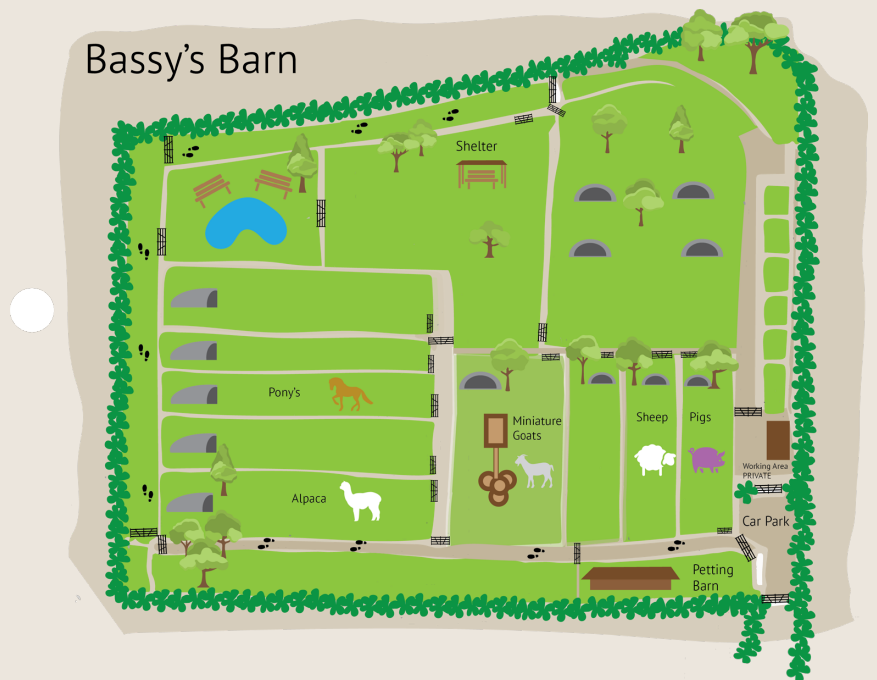 Bassy's Barn
Shelter
Pony's
Miniature
Goats
Sheep
Pigs
Working Area
PRIVATE
Alpaca
Car Park
Petting
Barn